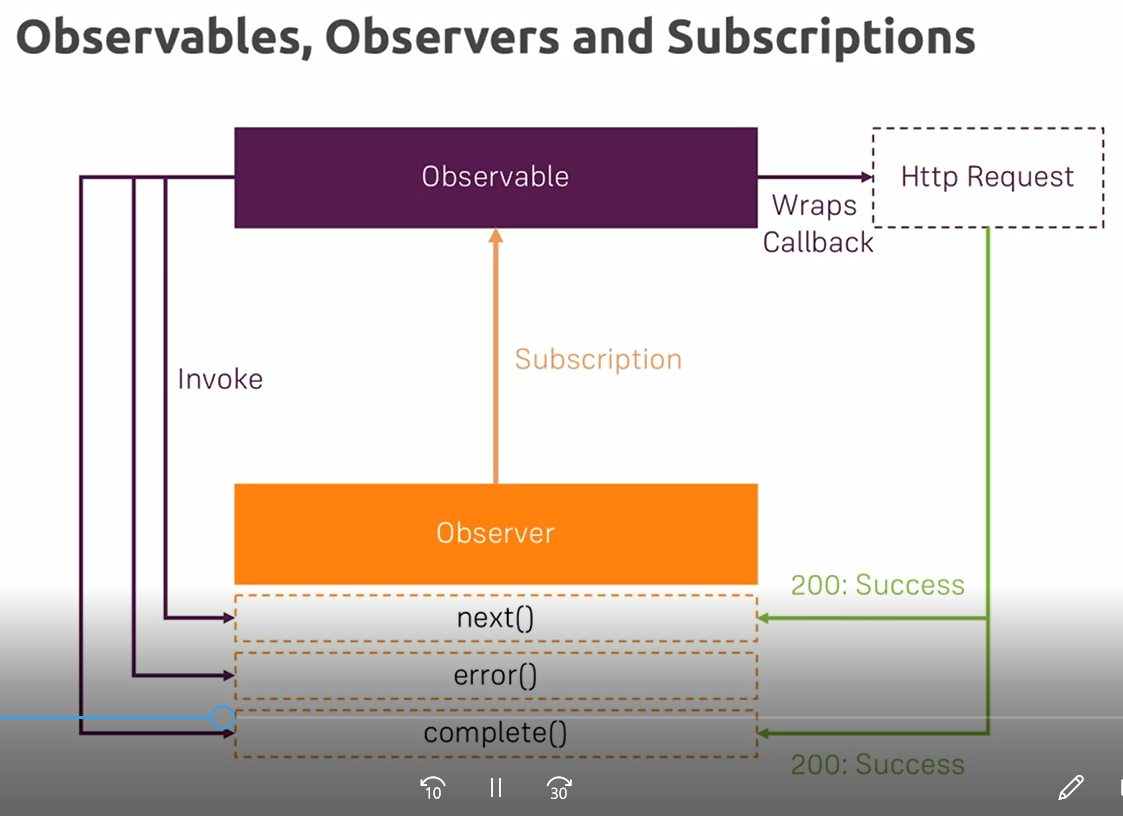 Observables, Observers and Subscriptions
Observable
Http Request
Wraps
Callback
Subscription
Invoke
Observer
200: Success
next()
error()
complete()
200: Success
10
30